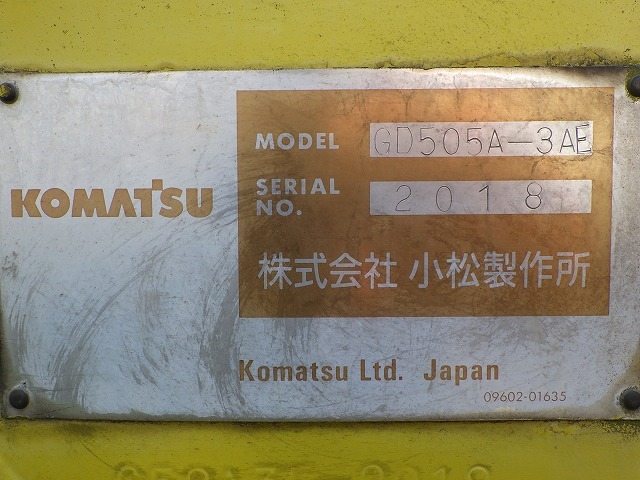 KOMATSU
MODEL GD505A-3AE
SERIAL NO. 2018
株式会社 小松製作所
Komatsu Ltd. Japan
09602-01635